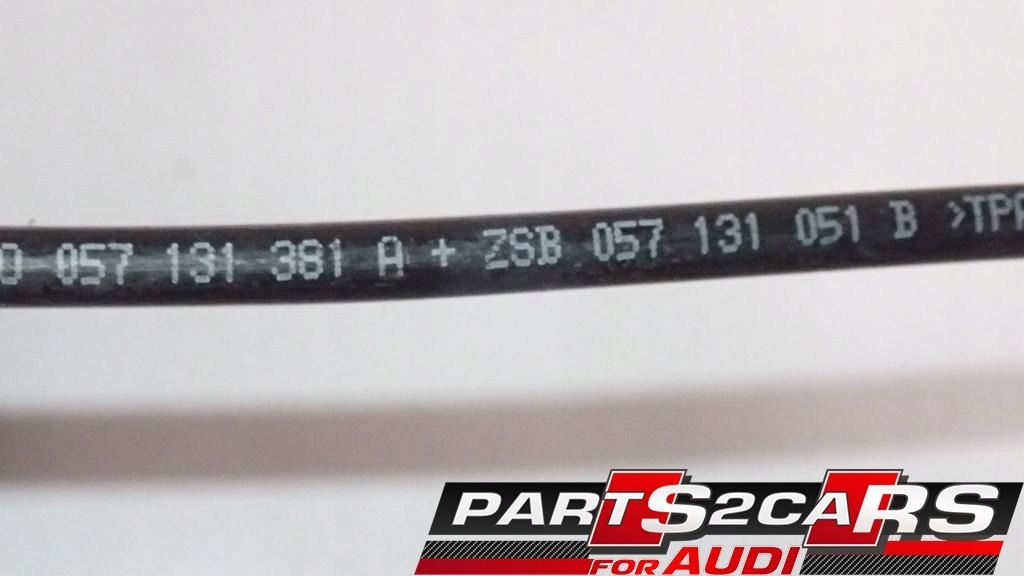 057 131 381 A + ZSB 057 131 051 B
PARTS2CARS
FOR AUDI